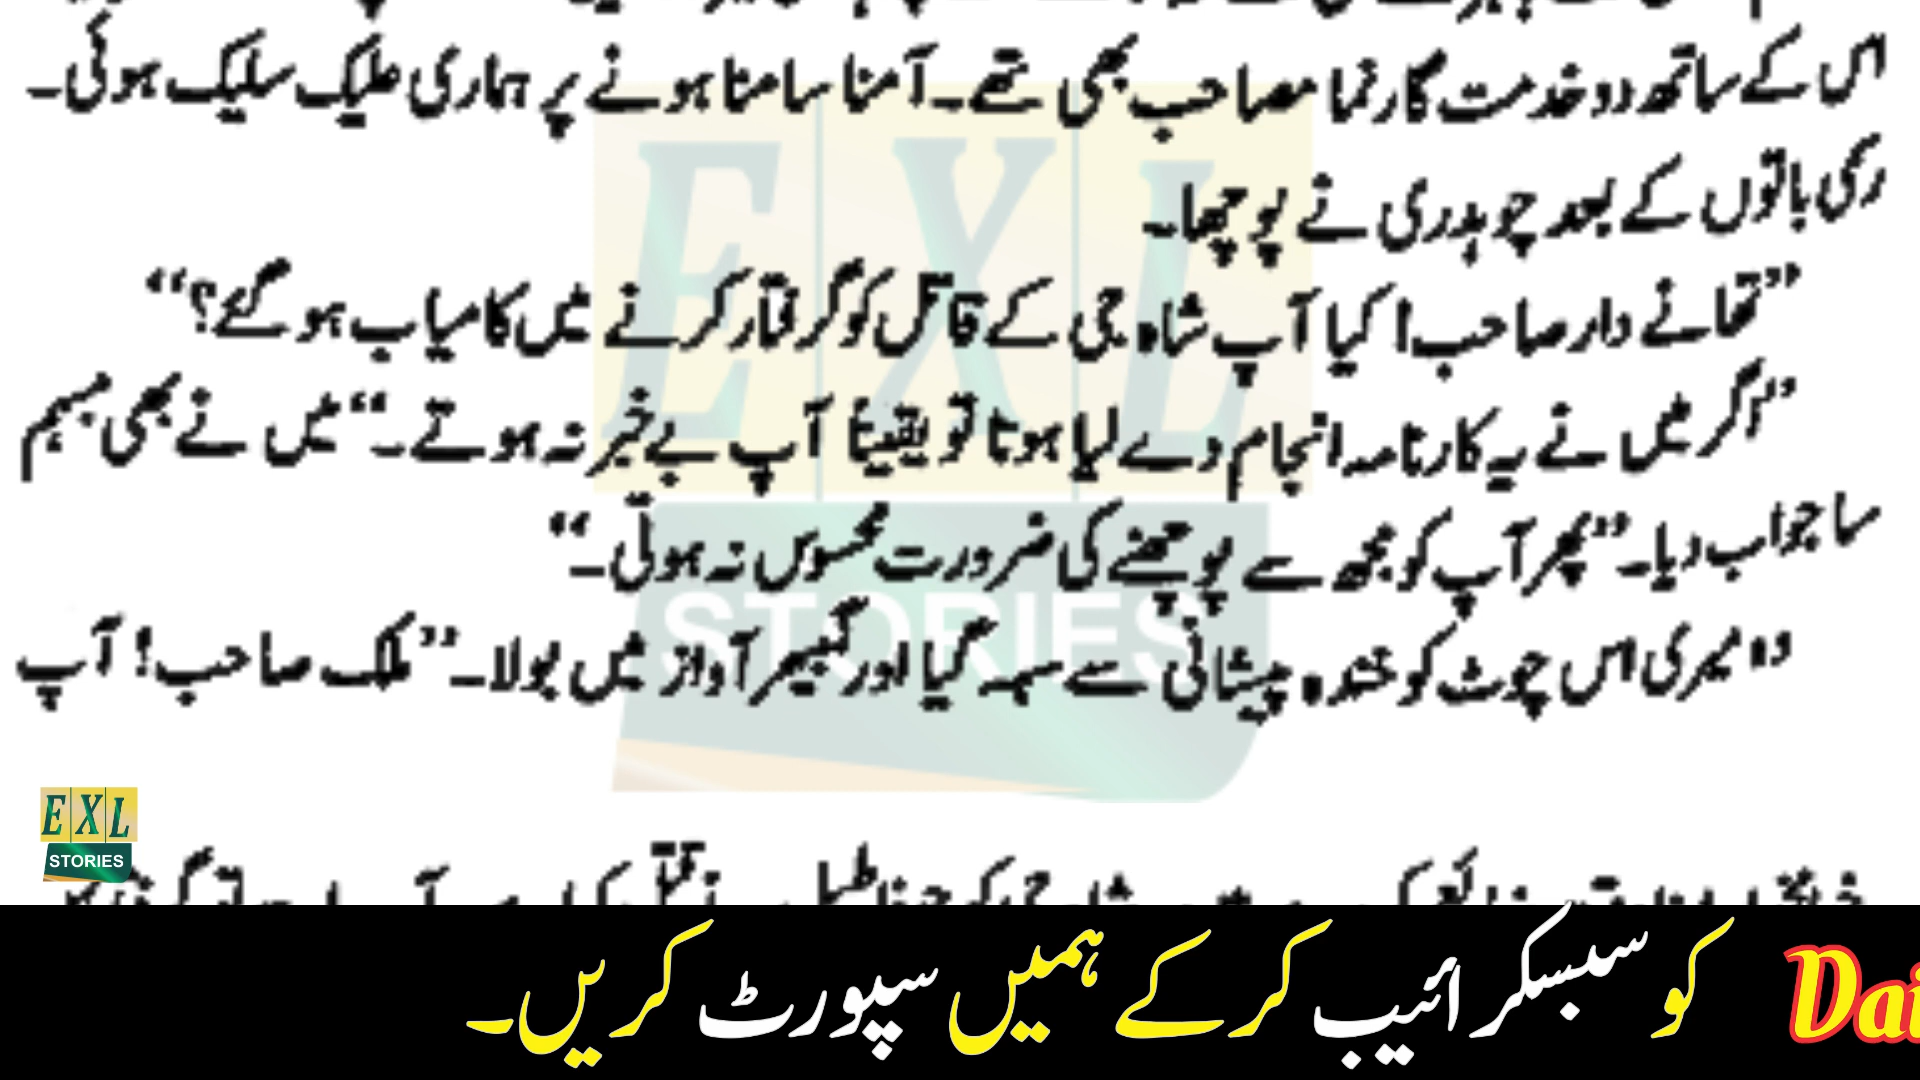 اس کے ساتھ دو خدمت گار نما مصاحب بھی تھے۔ آمنا سامنا ہونے پر ہماری علیک سلیک ہوئی۔
رسمی باتوں کے بعد چوہدری نے پوچھا۔
”تھانے دار صاحب! کیا آپ شاہ جی کے قاتل کو گرفتار کرنے میں کامیاب ہو گئے؟“
”اگر میں نے یہ کارنامہ انجام دے لیا ہوتا تو یقیناً آپ بے خبر نہ ہوتے۔“ میں نے بھی مبہم
سا جواب دیا۔ ”پھر آپ کو مجھ سے پوچھنے کی ضرورت محسوس نہ ہوتی۔“
وہ میری اس چوٹ کو خندہ پیشانی سے سہہ گیا اور گمبھیر آواز میں بولا۔ ”ملک صاحب! آپ
EXL
STORIES
EXL
STORIES
Dai کو سبسکرائیب کر کے ہمیں سپورٹ کریں۔